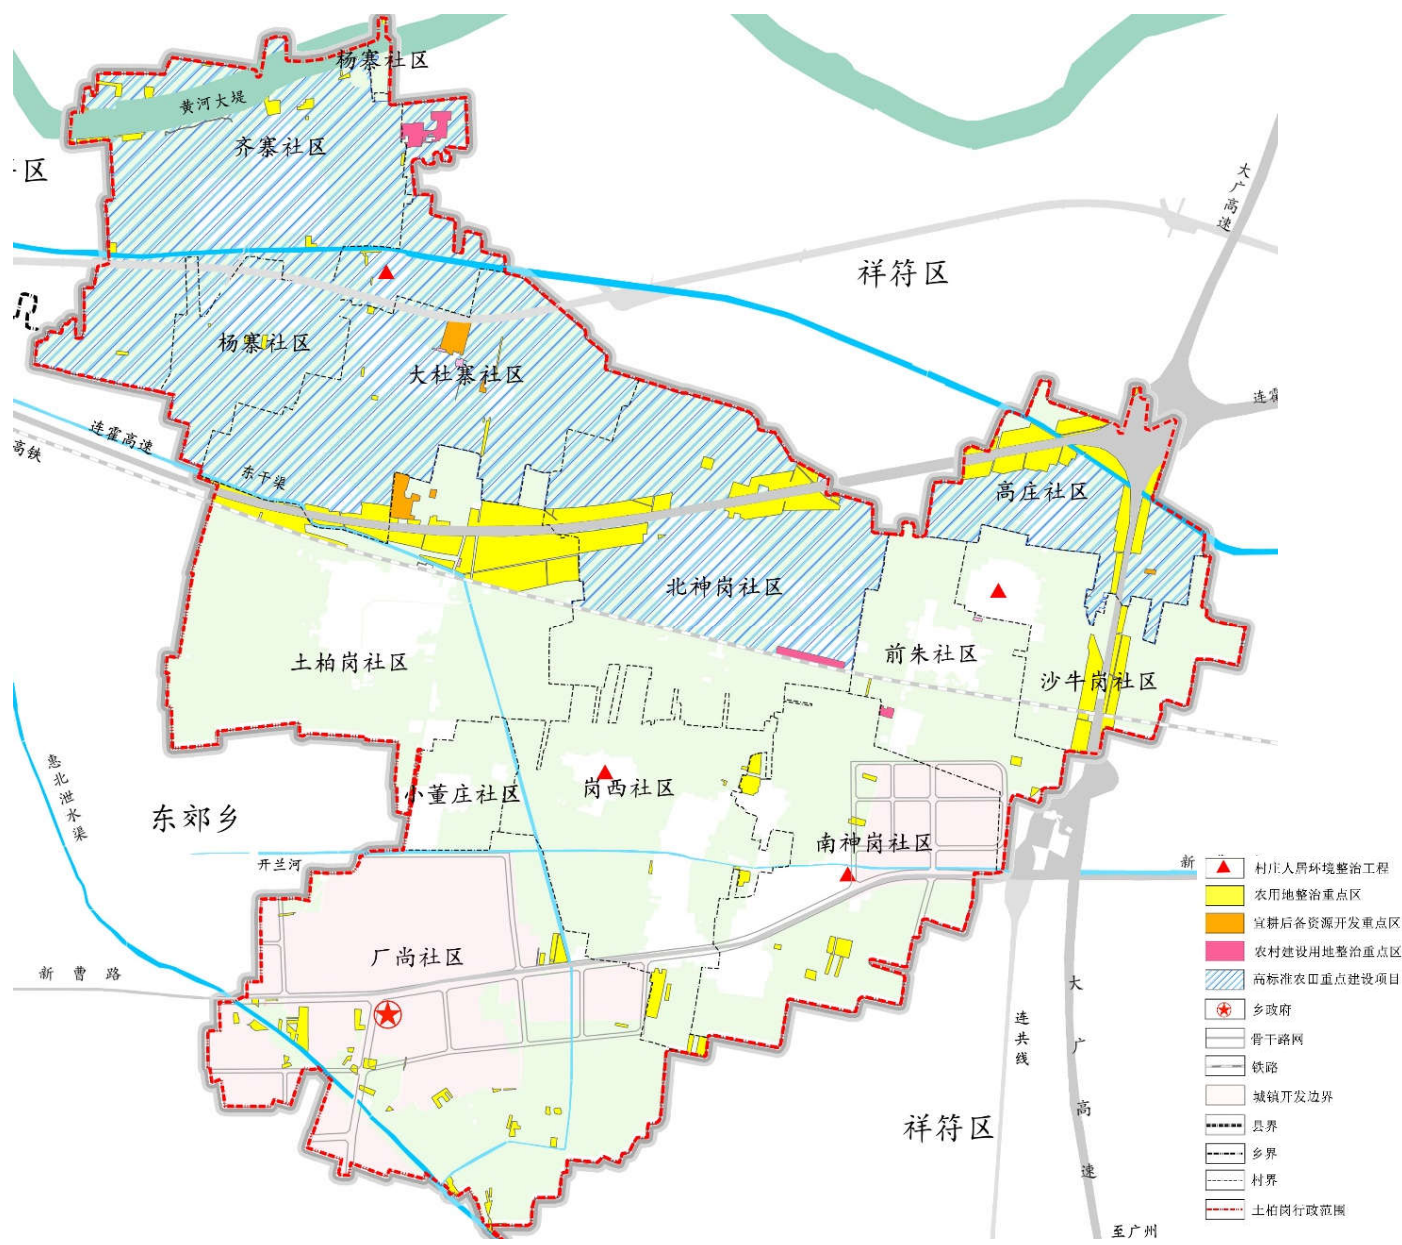 杨寨社区
黄河大堤
齐寨社区
区
大广高速
祥符区
杨寨社区
大杜寨社区
连霍
连霍高速
高铁
东干渠
高庄社区
北神岗社区
土柏岗社区
前朱社区
沙牛岗社区
惠北泄水渠
小董庄社区
岗西社区
东郊乡
南神岗社区
开兰河
新
厂尚社区
新曹路
连共线
大广高速
祥符区
至广州
村庄人居环境整治工程
农用地整治重点区
宜耕后备资源开发重点区
农村建设用地整治重点区
高标准农田重点建设项目
乡政府
骨干路网
铁路
城镇开发边界
县界
乡界
村界
土柏岗行政范围